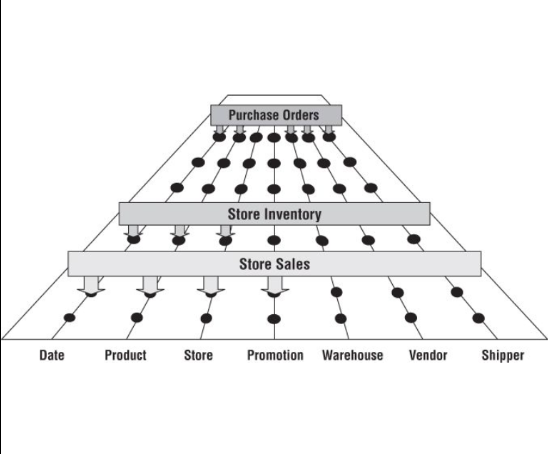 Purchase Orders
Store Inventory
Store Sales
Date Product Store Promotion Warehouse Vendor Shipper